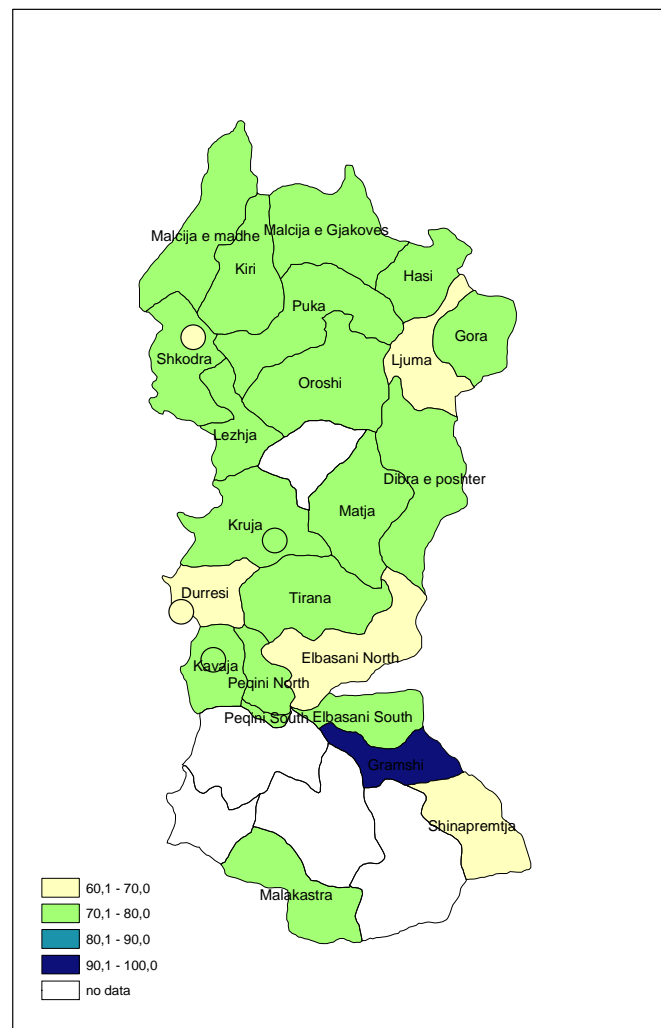 Malcija e madhe
Malcija e Gjakoves
Kiri
Hasi
Puka
Gora
Shkodra
Ljuma
Oroshi
Lezhja
Dibra e poshter
Matja
Kruja
Durresi
Tirana
Elbasani North
Kavaja
Peqini North
Peqini South
Elbasani South
Gramshi
Shinapremtja
Malakastra
60,1 - 70,0
70,1 - 80,0
80,1 - 90,0
90,1 - 100,0
no data